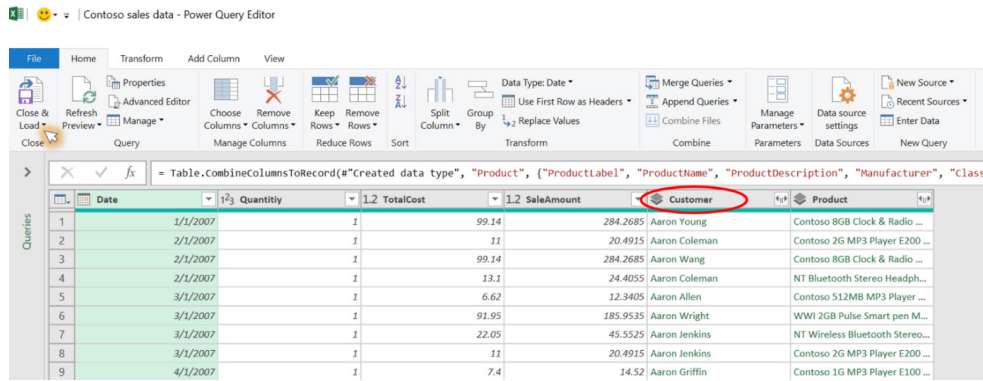 Contoso sales data - Power Query Editor
File Home Transform Add Column View
Close & Load
Refresh Preview
Properties
Advanced Editor
Manage
Choose Columns
Remove Columns
Keep Rows
Remove Rows
Split Column
Group By
Data Type: Date
Use First Row as Headers
1↳2 Replace Values
Merge Queries
Append Queries
Combine Files
Manage Parameters
Data source settings
New Source
Recent Sources
Enter Data
Close Query Manage Columns Reduce Rows Sort Transform Combine Parameters Data Sources New Query
fx = Table.CombineColumnsToRecord(#"Created data type", "Product", {"ProductLabel", "ProductName", "ProductDescription", "Manufacturer", "Class
Queries
Date 1²3 Quantitiy 1.2 TotalCost 1.2 SaleAmount Customer Product
1 1/1/2007 1 99.14 284.2685 Aaron Young Contoso 8GB Clock & Radio ...
2 2/1/2007 1 11 20.4915 Aaron Coleman Contoso 2G MP3 Player E200 ...
3 2/1/2007 1 99.14 284.2685 Aaron Wang Contoso 8GB Clock & Radio ...
4 2/1/2007 1 13.1 24.4055 Aaron Coleman NT Bluetooth Stereo Headph...
5 3/1/2007 1 6.62 12.3405 Aaron Allen Contoso 512MB MP3 Player ...
6 3/1/2007 1 91.95 185.9535 Aaron Wright WWI 2GB Pulse Smart pen M...
7 3/1/2007 1 22.05 45.5525 Aaron Jenkins NT Wireless Bluetooth Stereo...
8 3/1/2007 1 11 20.4915 Aaron Jenkins Contoso 2G MP3 Player E200 ...
9 4/1/2007 1 7.4 14.52 Aaron Griffin Contoso 1G MP3 Player E100 ...